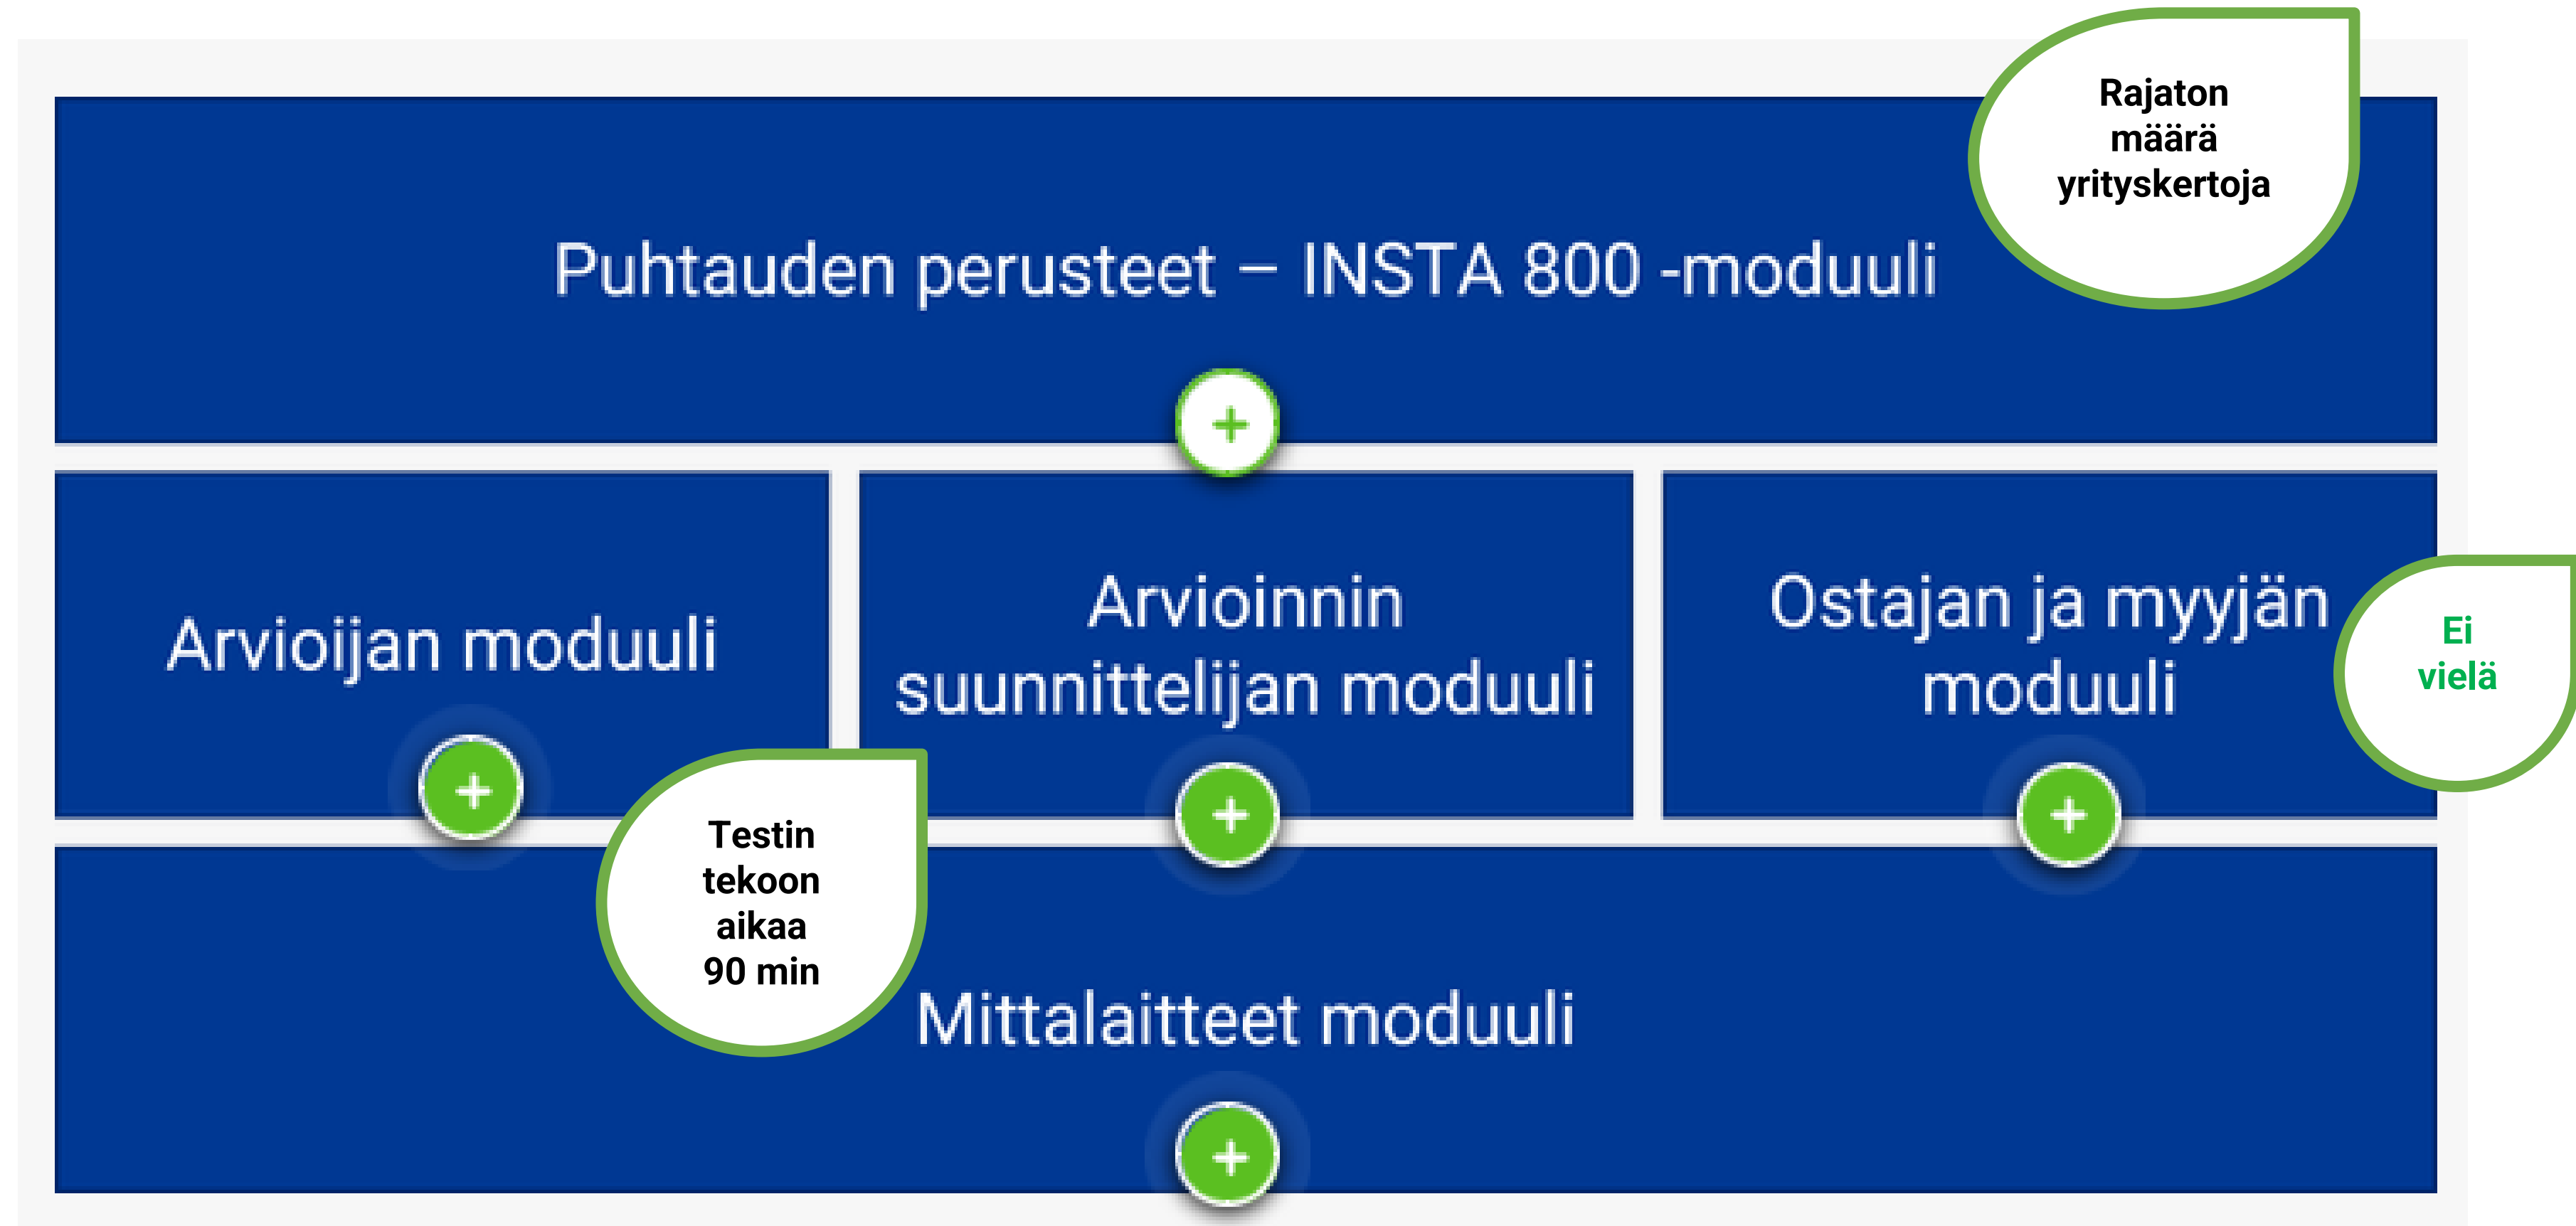 Rajaton
määrä
yrityskertoja
Puhtauden perusteet – INSTA 800 -moduuli
Arvioijan moduuli
Arvioinnin
suunnittelijan moduuli
Ostajan ja myyjän
moduuli
Ei
vielä
Testin
tekoon
aikaa
90 min
Mittalaitteet moduuli